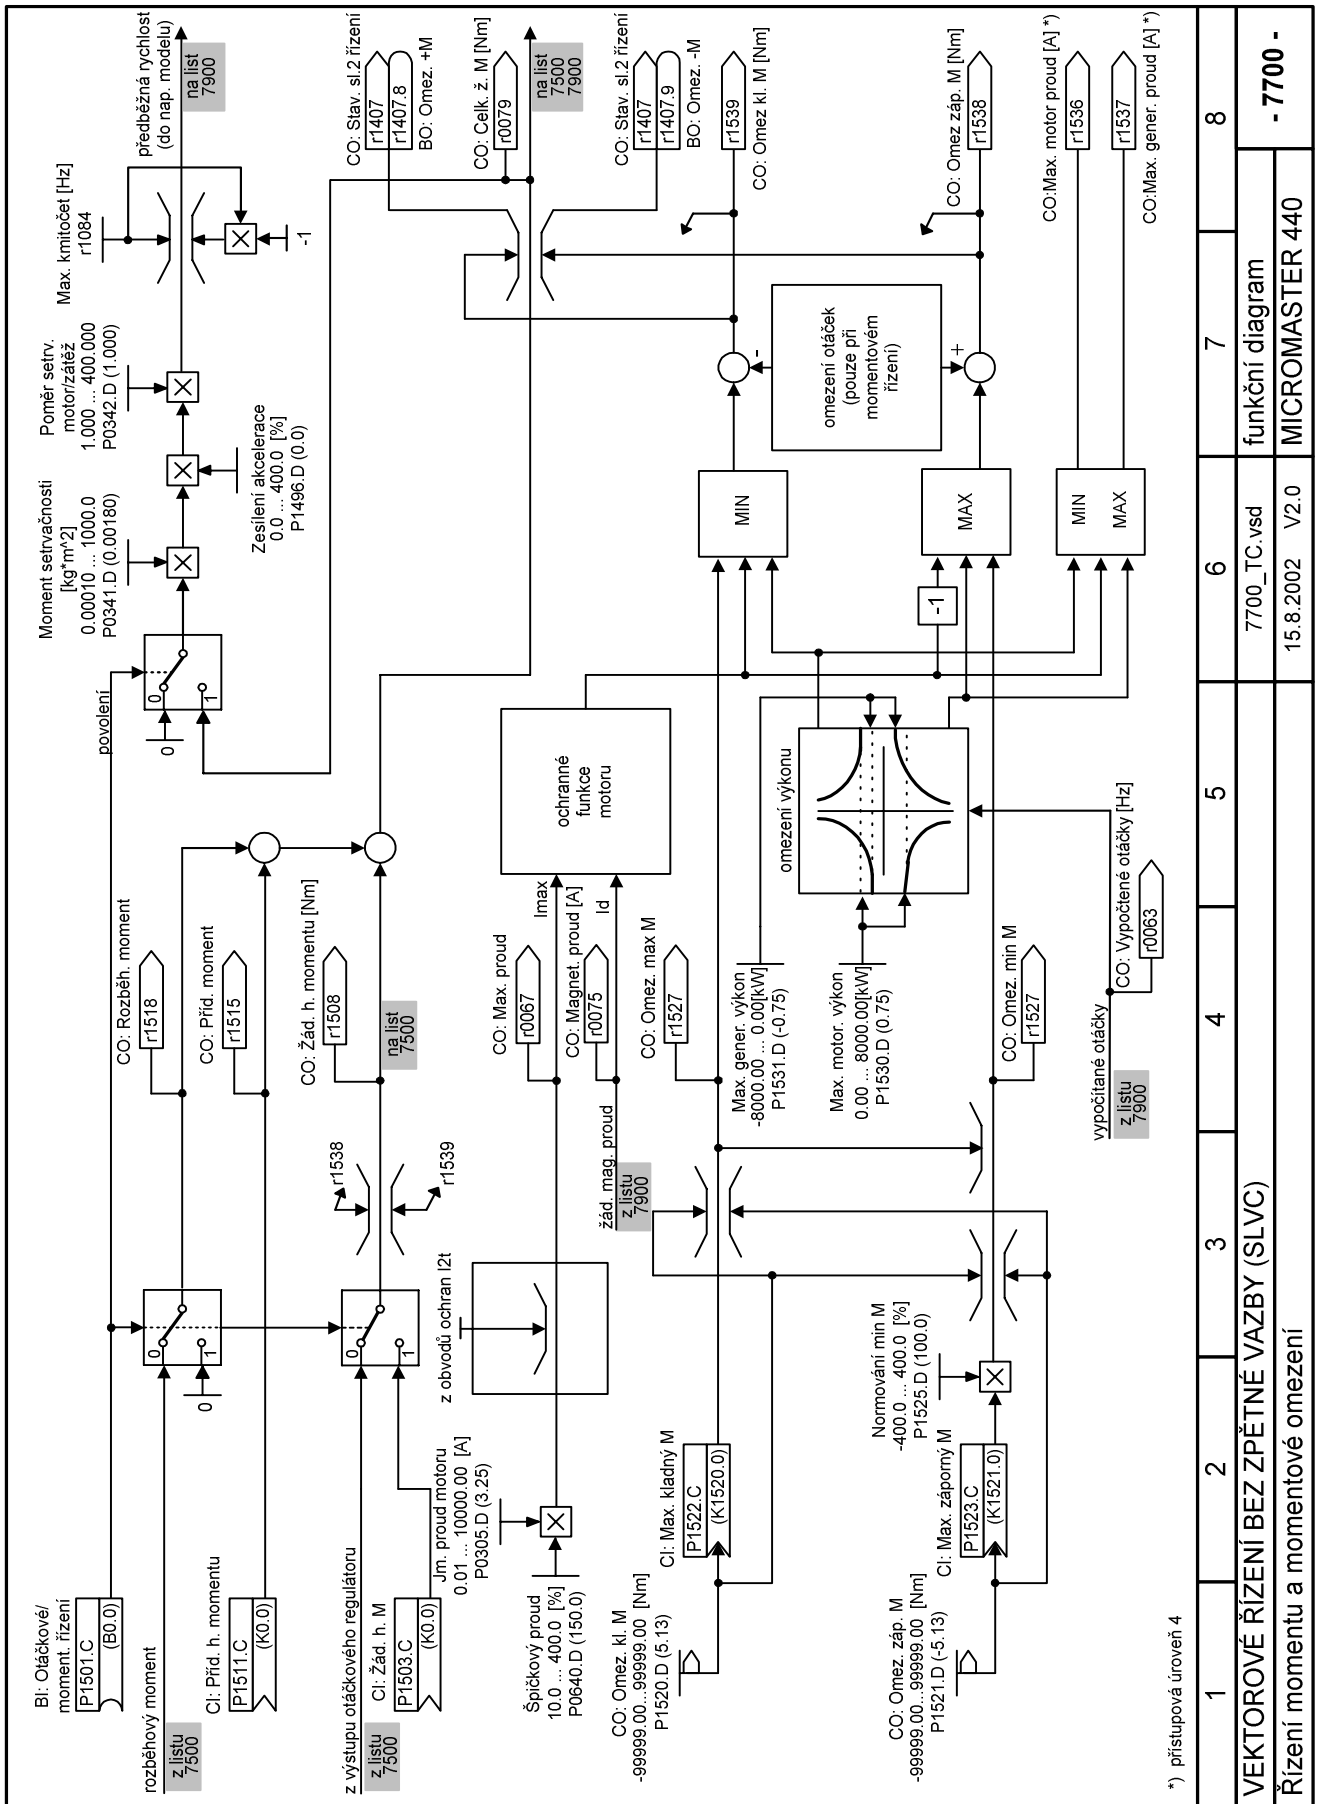 BI: Otáčkové/
moment. řízení
P1501.C
(B0.0)
rozběhový moment
z listu
7500
CI: Příd. h. momentu
P1511.C
(K0.0)
z výstupu otáčkového regulátoru
z listu
7500
CI: Žád. h. M
P1503.C
(K0.0)
0
1
0
0
1
CO: Rozběh. moment
r1518
CO: Příd. moment
r1515
CO: Žád. h. momentu [Nm]
r1508
na list
7500
r1538
r1539
povolení
0
1
0
Moment setrvačnosti
[kg*m^2]
0.00010 ... 1000.0
P0341.D (0.00180)
Zesílení akcelerace
0.0 ... 400.0 [%]
P1496.D (0.0)
Poměr setrv.
motor/zátěž
1.000 ... 400.000
P0342.D (1.000)
Max. kmitočet [Hz]
r1084
-1
předběžná rychlost
(do nap. modelu)
na list
7900
CO: Stav. sl.2 řízení
r1407
r1407.8
BO: Omez. +M
CO: Celk. ž. M [Nm]
r0079
na list
7500
7900
CO: Stav. sl.2 řízení
r1407
r1407.9
BO: Omez. -M
r1539
CO: Omez kl. M [Nm]
Špičkový proud
10.0 ... 400.0 [%]
P0640.D (150.0)
Jm. proud motoru
0.01 ... 10000.00 [A]
P0305.D (3.25)
z obvodů ochran I2t
CO: Max. proud
r0067
Imax
CO: Magnet. proud [A]
r0075
Id
žád. mag. proud
z listu
7900
ochranné
funkce
motoru
CO: Omez. max M
r1527
CO: Omez. kl. M
-99999.00...99999.00 [Nm]
P1520.D (5.13)
CI: Max. kladný M
P1522.C
(K1520.0)
Max. gener. výkon
-8000.00 ... 0.00[kW]
P1531.D (-0.75)
Max. motor. výkon
0.00 ... 8000.00[kW]
P1530.D (0.75)
omezení výkonu
MIN
-
omezení otáček
(pouze při
momentovém
řízení)
+
MAX
-1
CO: Omez záp. M [Nm]
r1538
CO: Omez. záp. M
-99999.00...99999.00 [Nm]
P1521.D (-5.13)
CI: Max. záporný M
P1523.C
(K1521.0)
Normování min M
-400.0 ... 400.0 [%]
P1525.D (100.0)
CO: Omez. min M
r1527
MIN
MAX
CO:Max. motor proud [A] *)
r1536
r1537
CO:Max. gener. proud [A] *)
vypočítané otáčky
z listu
7900
CO: Vypočtené otáčky [Hz]
r0063
*) přístupová úroveň 4
1
2
3
4
5
6
7
8
VEKTOROVÉ ŘÍZENÍ BEZ ZPĚTNÉ VAZBY (SLVC)
7700_TC.vsd
funkční diagram
- 7700 -
Řízení momentu a momentové omezení
15.8.2002 V2.0
MICROMASTER 440